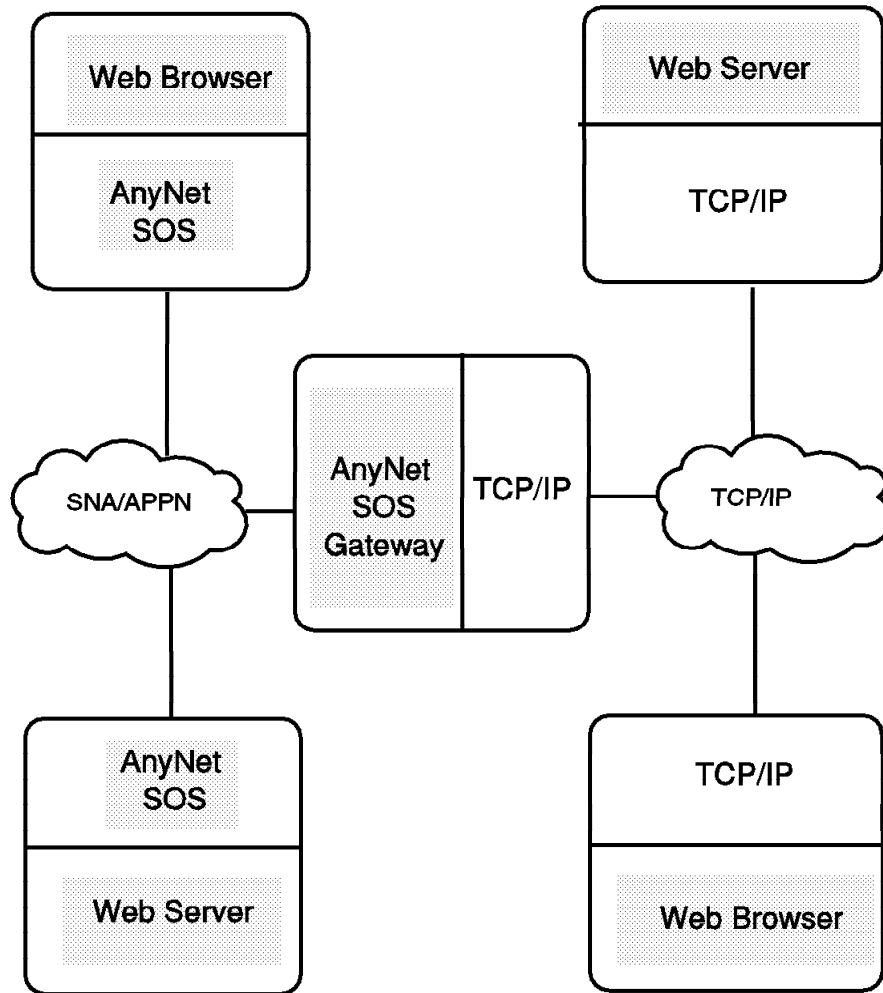 Web Browser
AnyNet
SOS
Web Server
TCP/IP
SNA/APPN
AnyNet
SOS
Gateway
TCP/IP
TCP/IP
AnyNet
SOS
Web Server
TCP/IP
Web Browser